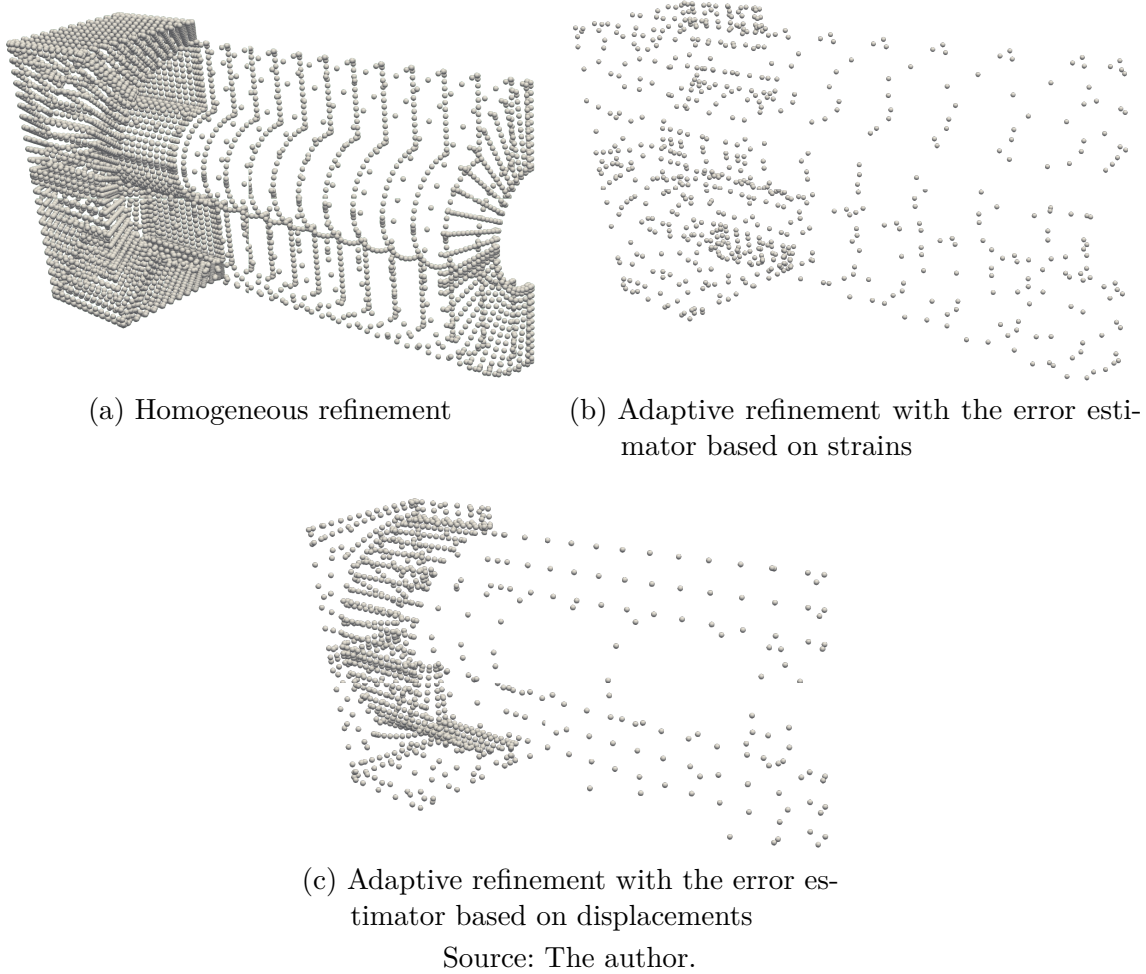 (a) Homogeneous refinement
(b) Adaptive refinement with the error esti-
mator based on strains
(c) Adaptive refinement with the error es-
timator based on displacements
Source: The author.